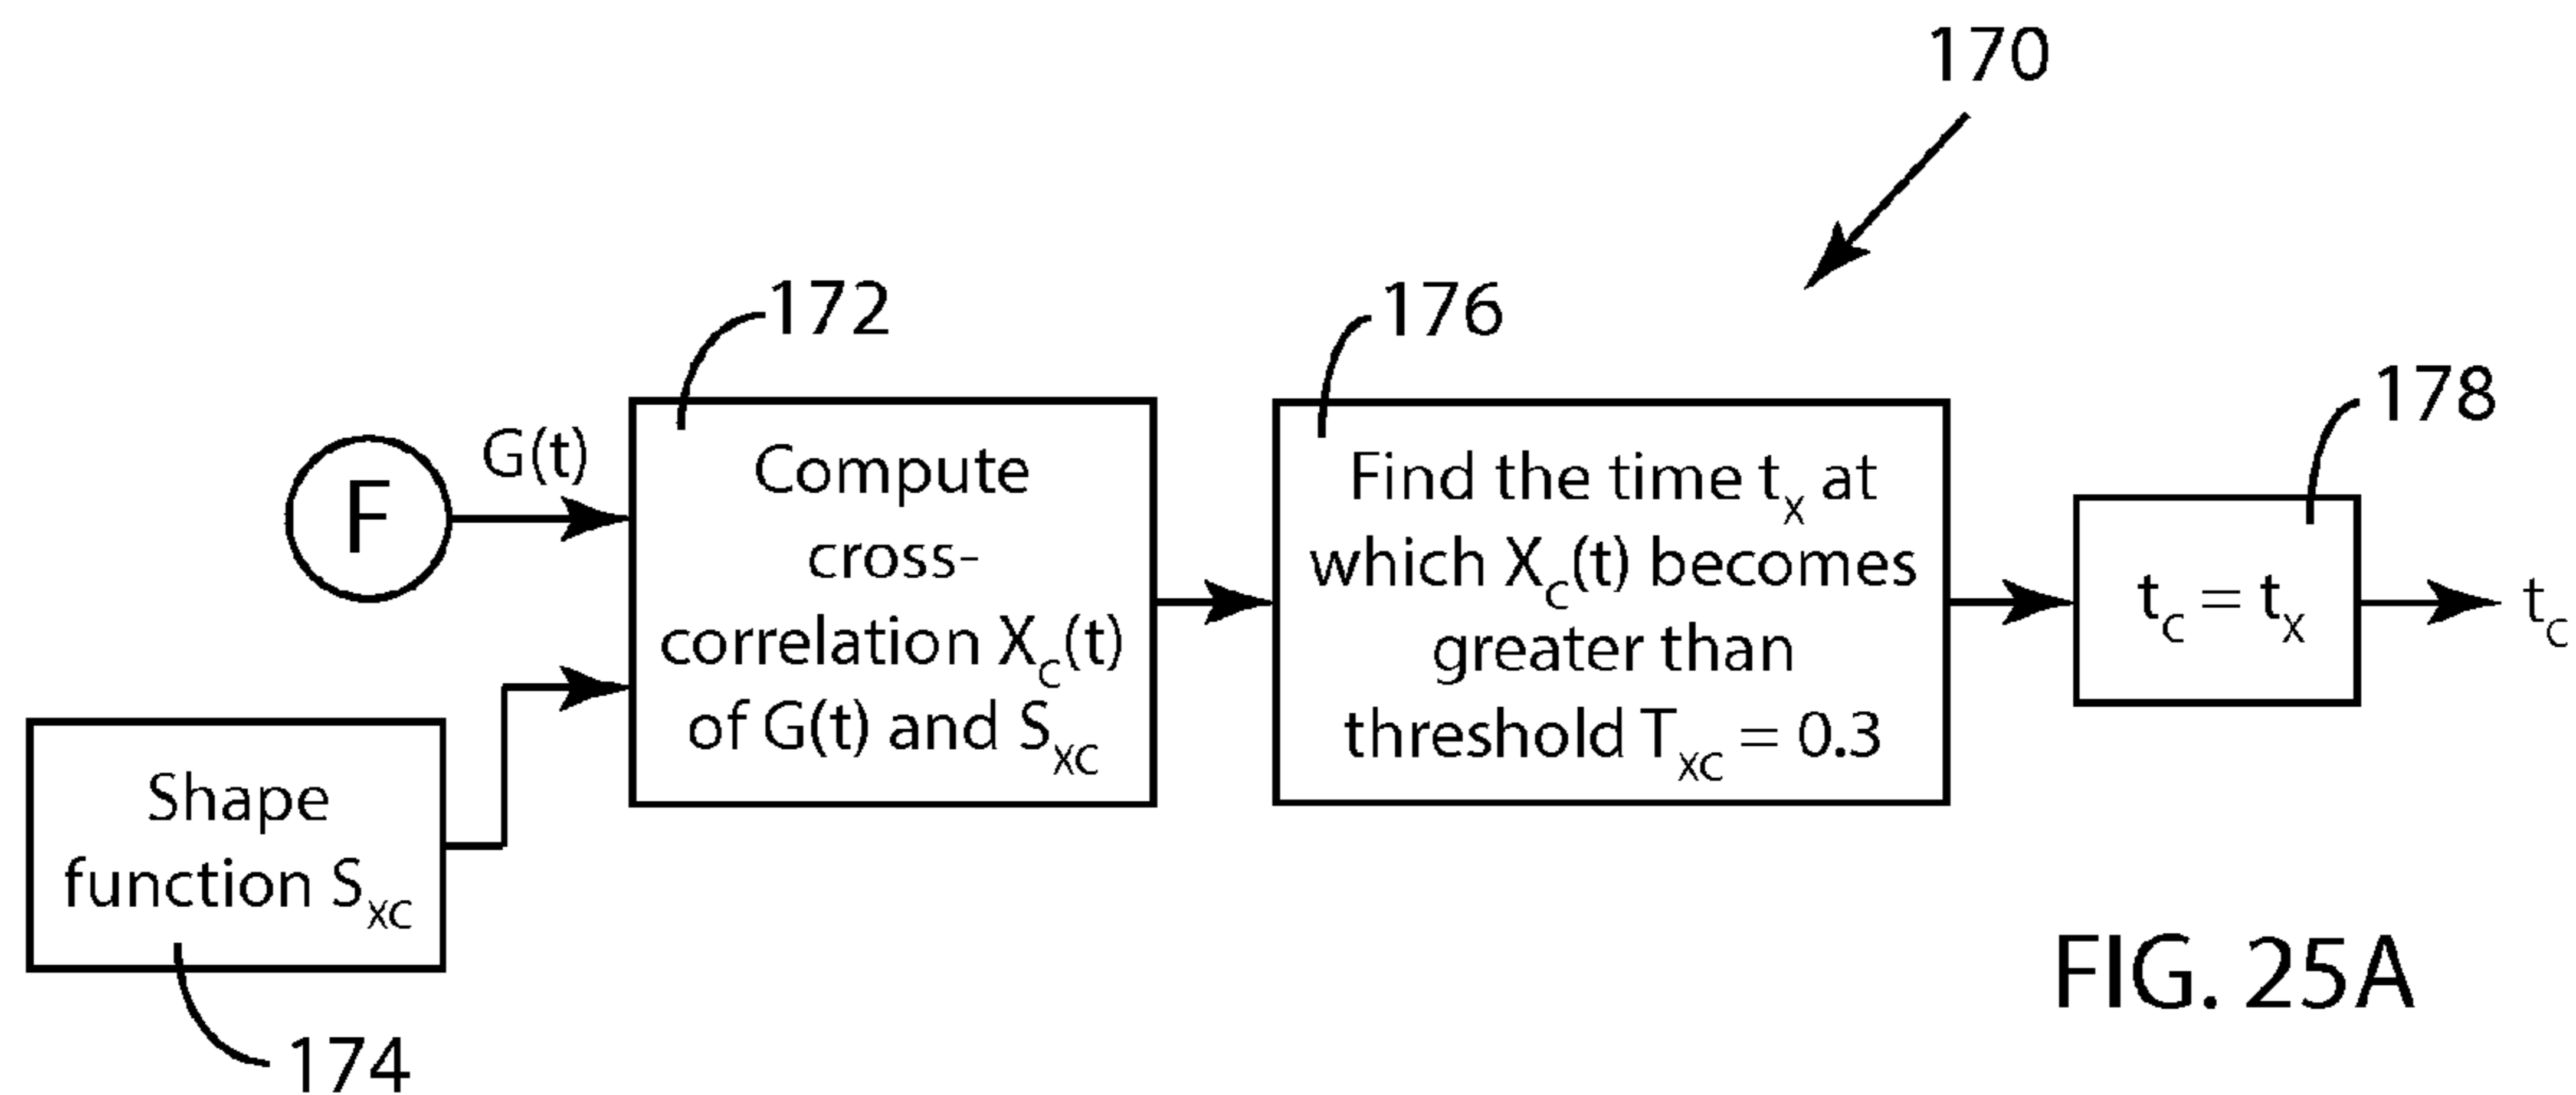 170
172
176
178
F
G(t)
Compute
cross-
correlation X_c(t)
of G(t) and S_xc
Find the time t_x at
which X_c(t) becomes
greater than
threshold T_xc = 0.3
t_c = t_x
t_c
Shape
function S_xc
174
FIG. 25A